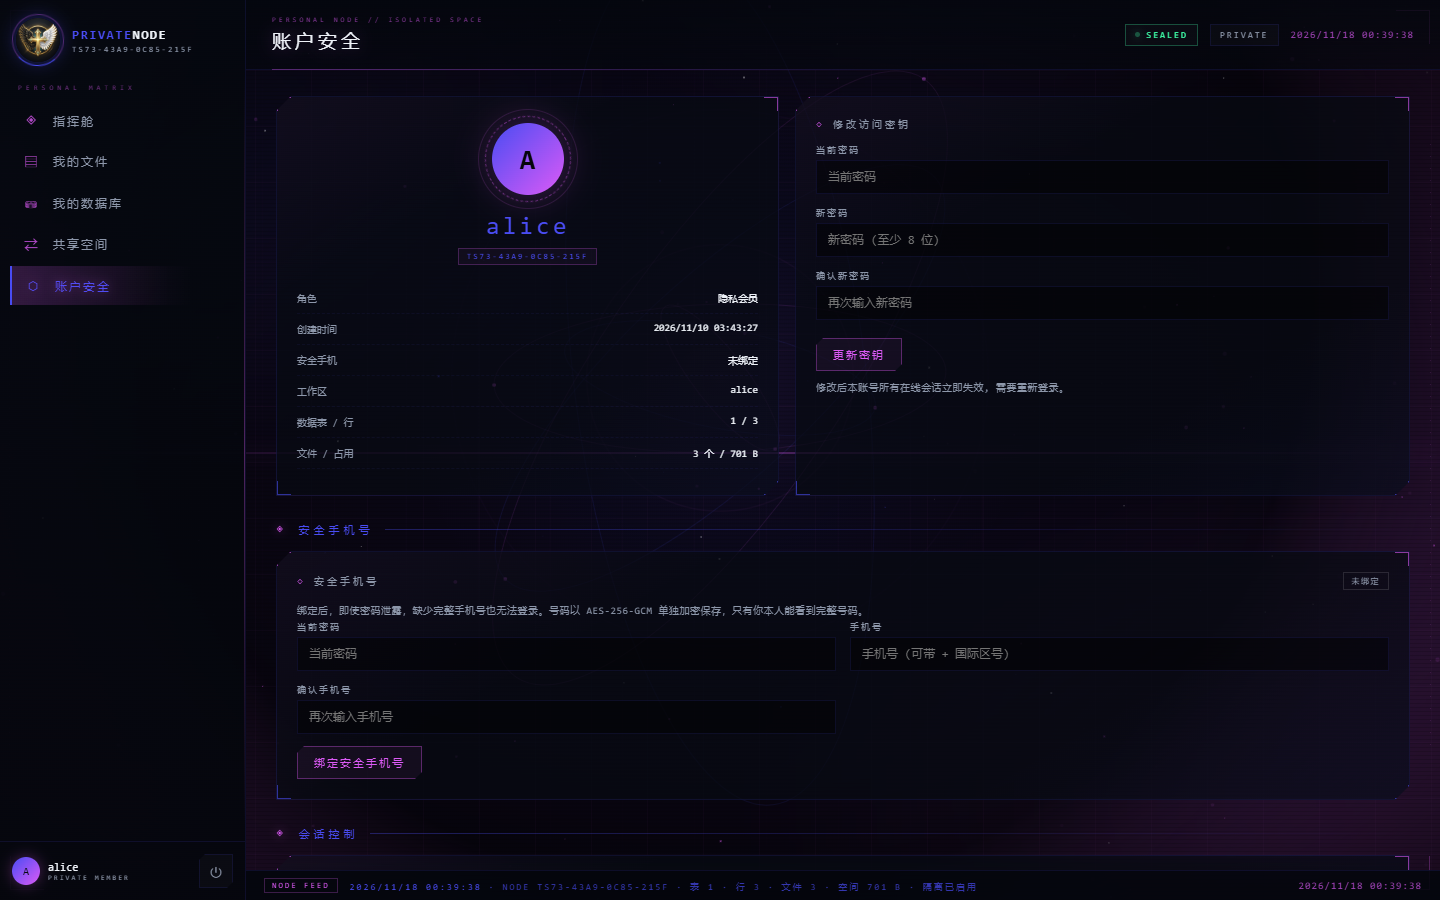 PRIVATENODE
TS73-43A9-0C85-215F
PERSONAL MATRIX
指挥舱
我的文件
我的数据库
共享空间
账户安全
A
alice
PRIVATE MEMBER
PERSONAL NODE // ISOLATED SPACE
账户安全
SEALED
PRIVATE
2026/11/18 00:39:38
A
alice
TS73-43A9-0C85-215F
角色 隐私会员
创建时间 2026/11/10 03:43:27
安全手机 未绑定
工作区 alice
数据表 / 行 1 / 3
文件 / 占用 3 个 / 701 B
修改访问密钥
当前密码
当前密码
新密码
新密码 (至少 8 位)
确认新密码
再次输入新密码
更新密钥
修改后本账号所有在线会话立即失效, 需要重新登录。
安全手机号
安全手机号
未绑定
绑定后, 即使密码泄露, 缺少完整手机号也无法登录。号码以 AES-256-GCM 单独加密保存, 只有你本人能看到完整号码。
当前密码
当前密码
手机号
手机号 (可带 + 国际区号)
确认手机号
再次输入手机号
绑定安全手机号
会话控制
NODE FEED
2026/11/18 00:39:38 · NODE TS73-43A9-0C85-215F · 表 1 · 行 3 · 文件 3 · 空间 701 B · 隔离已启用
2026/11/18 00:39:38